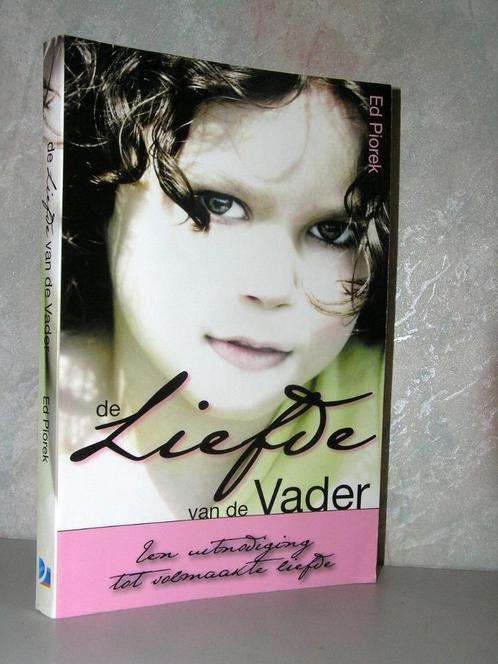 Ed Piorek
de Liefde
van de Vader
Een uitnodiging
tot volmaakte liefde
de Liefde van de Vader Ed Piorek